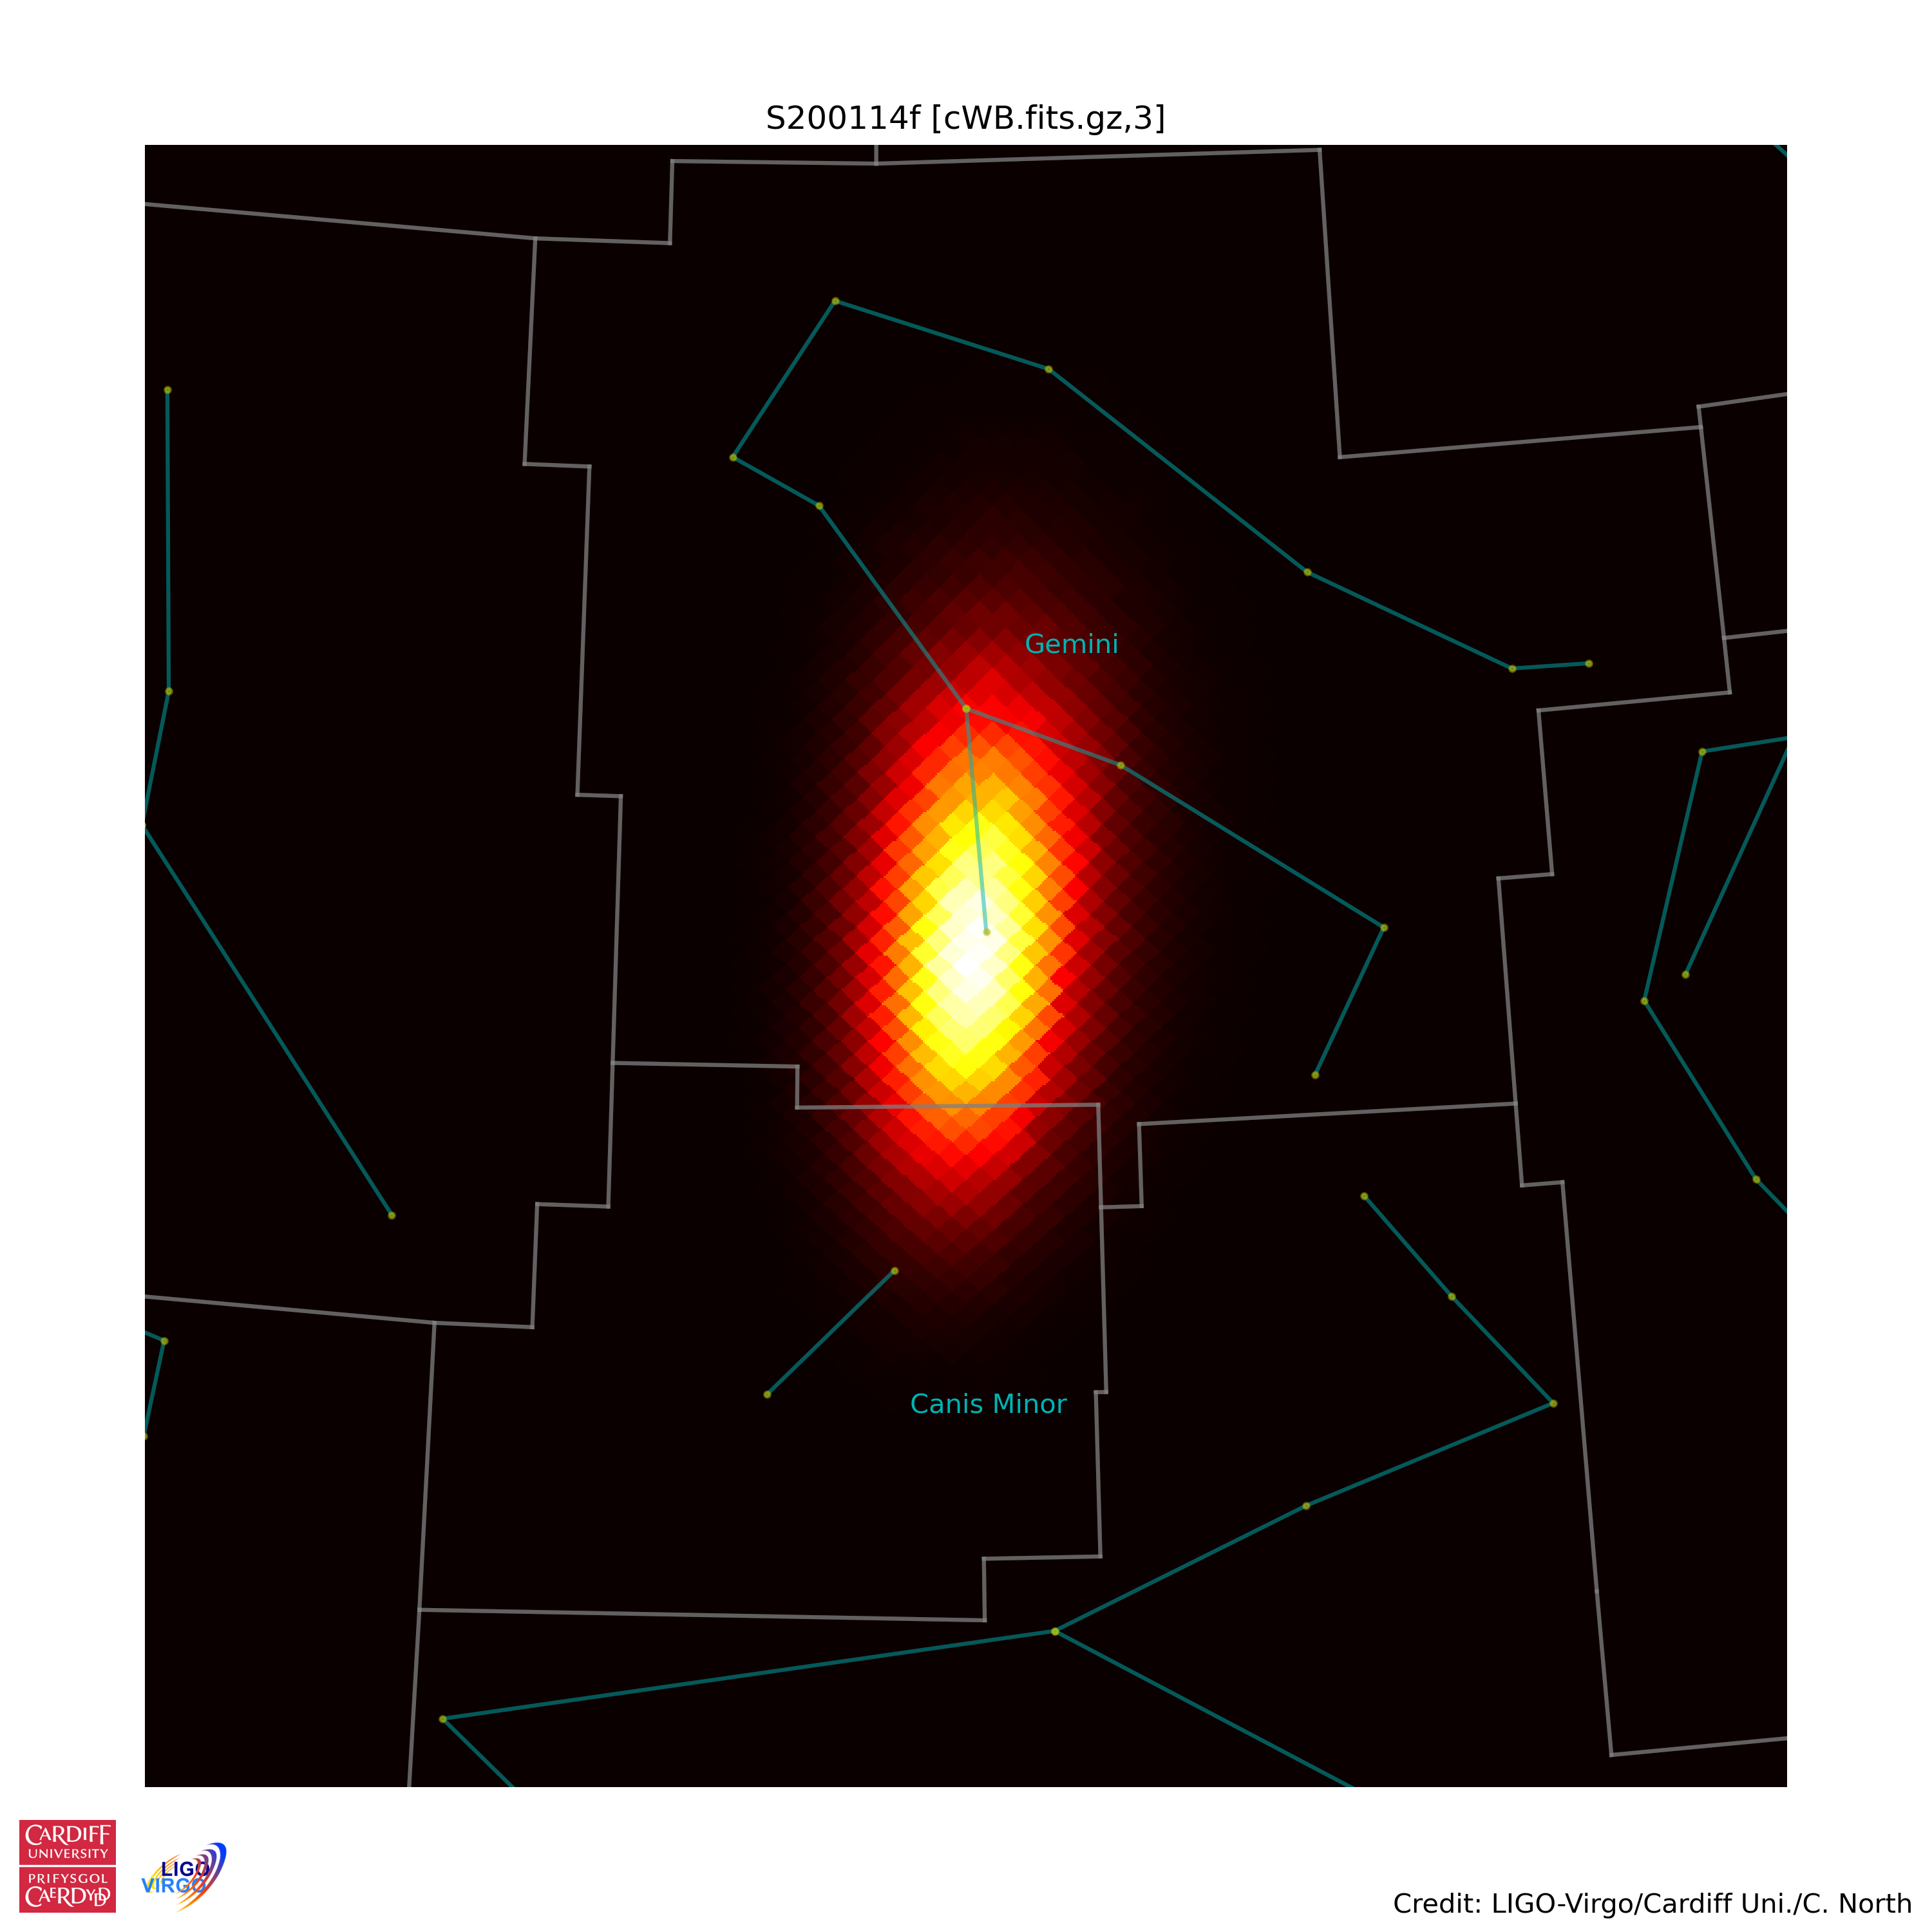 S200114f [cWB.fits.gz,3]
Gemini
Canis Minor
CARDIFF
UNIVERSITY
PRIFYSGOL
CAERDYDD
LIGO
VIRGO
Credit: LIGO-Virgo/Cardiff Uni./C. North